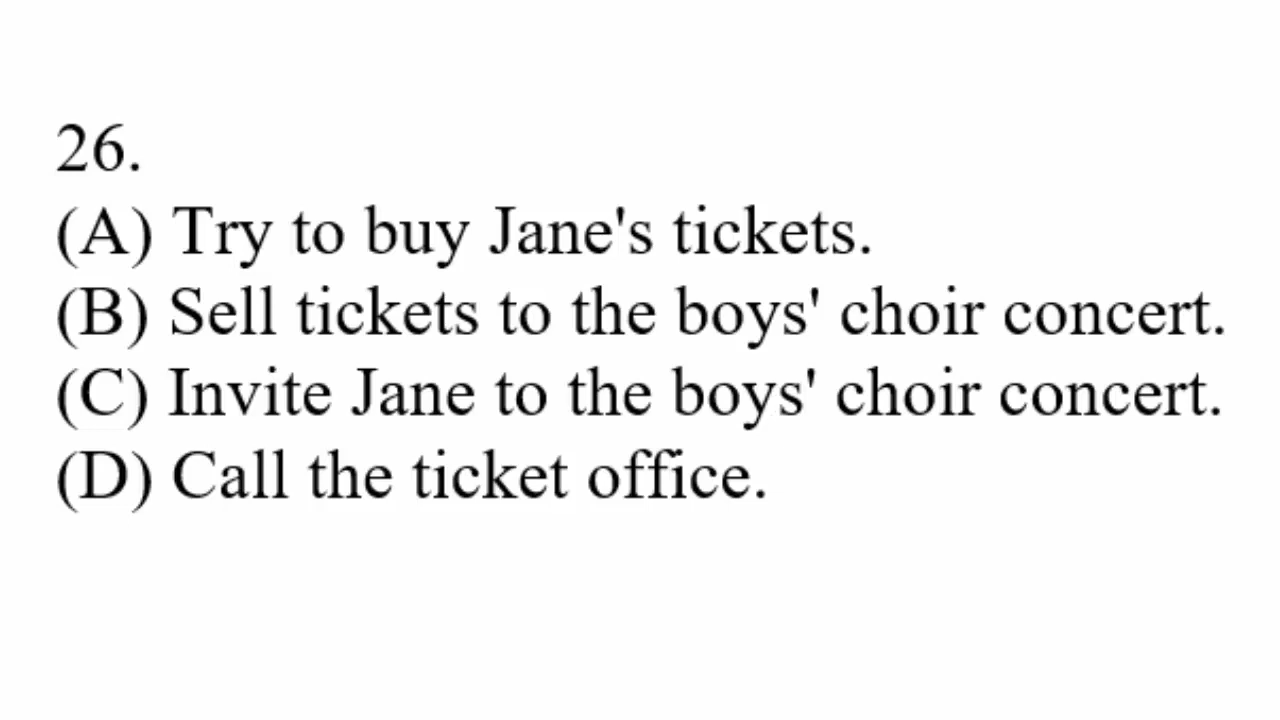 26.
(A) Try to buy Jane's tickets.
(B) Sell tickets to the boys' choir concert.
(C) Invite Jane to the boys' choir concert.
(D) Call the ticket office.